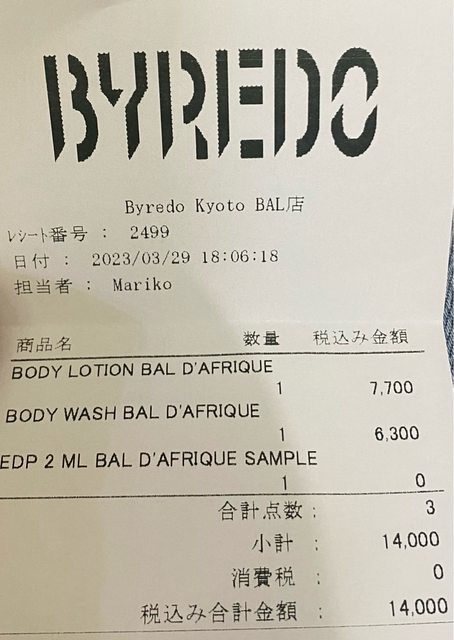 BYREDO
Byredo Kyoto BAL店
ﾚｼｰﾄ番号 : 2499
日付 : 2023/03/29 18:06:18
担当者 : Mariko
商品名 数量 税込み金額
BODY LOTION BAL D'AFRIQUE
1 7,700
BODY WASH BAL D'AFRIQUE
1 6,300
EDP 2 ML BAL D'AFRIQUE SAMPLE
1 0
合計点数 : 3
小計 : 14,000
消費税 : 0
税込み合計金額 : 14,000